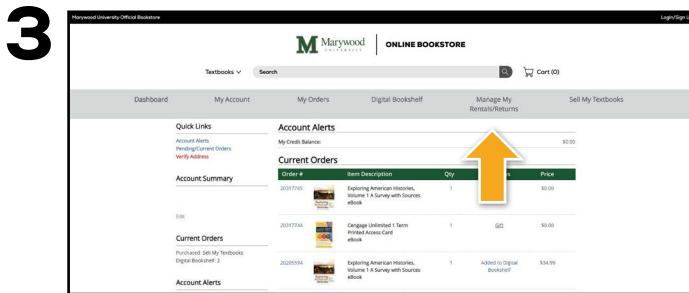 3
Marywood University Official Bookstore
Login/Sign U
M Marywood
UNIVERSITY
ONLINE BOOKSTORE
Textbooks
Search
Cart (0)
Dashboard
My Account
My Orders
Digital Bookshelf
Manage My
Rentals/Returns
Sell My Textbooks
Quick Links
Account Alerts
Pending/Current Orders
Verify Address
Account Summary
Edit
Current Orders
Purchased: Sell My Textbooks
Digital Bookshelf: 2
Account Alerts
Account Alerts
My Credit Balance:
$0.00
Current Orders
Order # Item Description Qty Price
20317745 Exploring American Histories, 1 $0.00
Volume 1 A Survey with Sources
eBook
20317744 Cengage Unlimited 1 Term 1 Gift $0.00
Printed Access Card
eBook
20205594 Exploring American Histories, 1 Added to Digital $34.99
Volume 1 A Survey with Sources Bookshelf
eBook